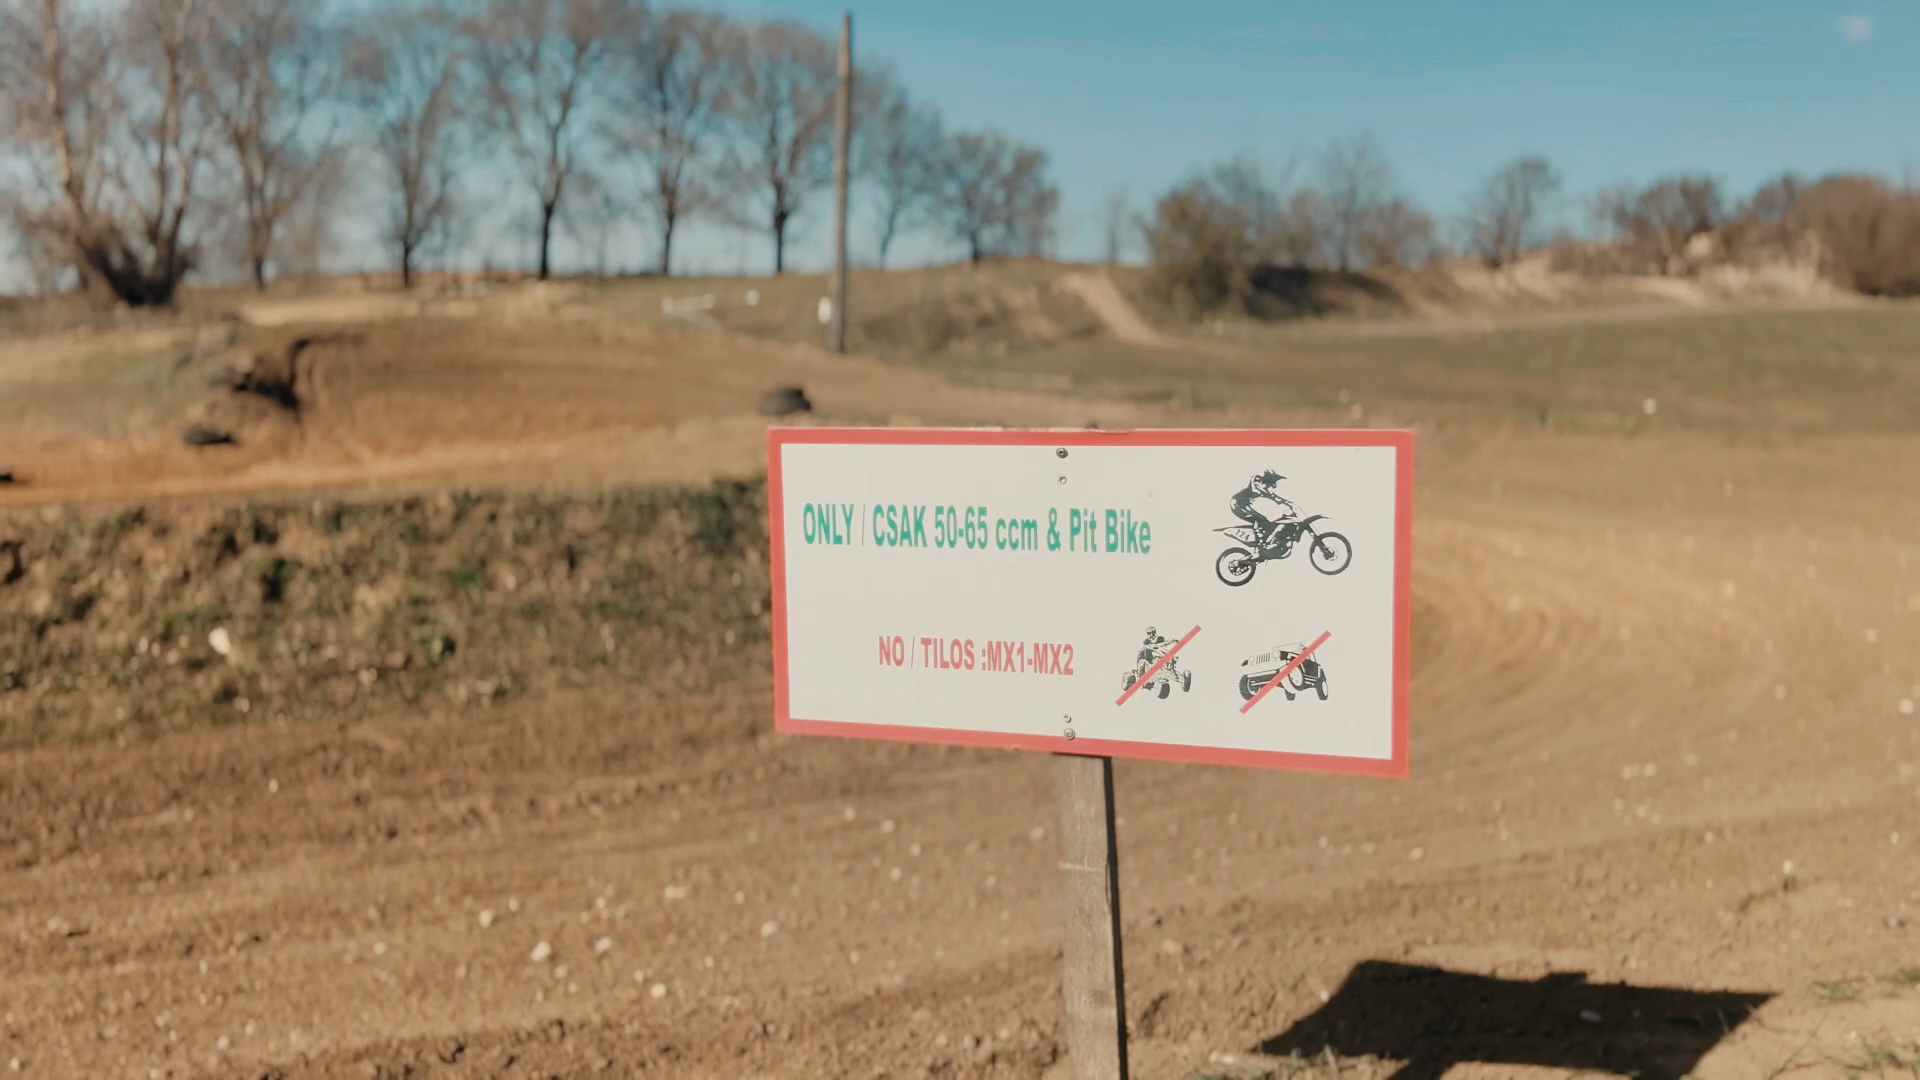 ONLY / CSAK 50-65 ccm & Pit Bike
NO / TILOS :MX1-MX2